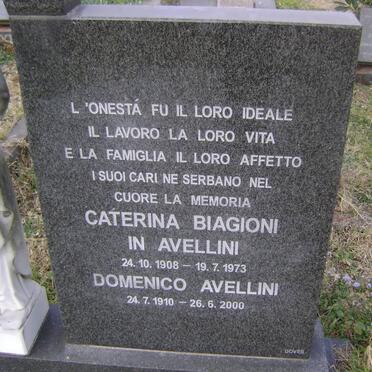 L 'ONESTÁ FU IL LORO IDEALE
IL LAVORO LA LORO VITA
E LA FAMIGLIA IL LORO AFFETTO
I SUOI CARI NE SERBANO NEL
CUORE LA MEMORIA
CATERINA BIAGIONI
IN AVELLINI
24. 10. 1908 – 19. 7. 1973
DOMENICO AVELLINI
24. 7. 1910 – 26. 6. 2000
DOVES